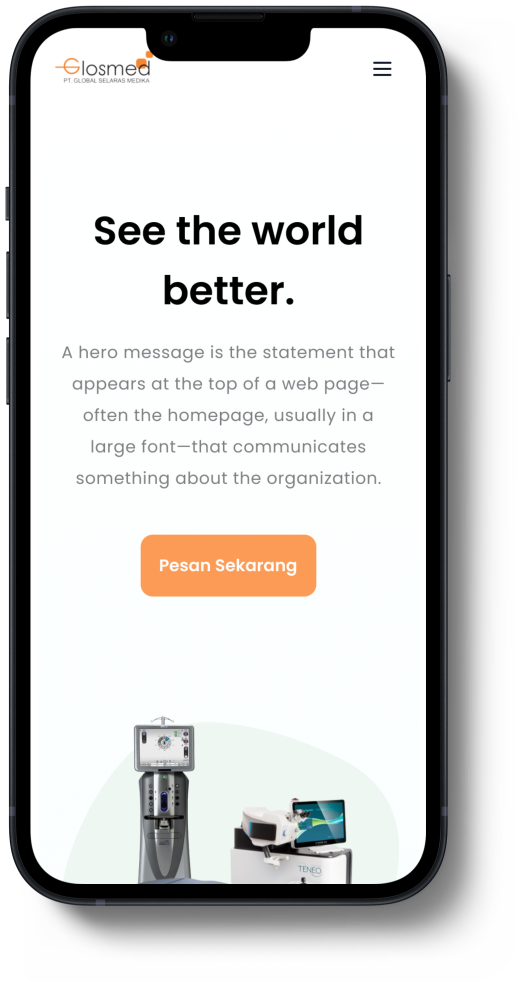 Glosmed
PT. GLOBAL SELARAS MEDIKA
See the world
better.
A hero message is the statement that
appears at the top of a web page—
often the homepage, usually in a
large font—that communicates
something about the organization.
Pesan Sekarang
TENEO